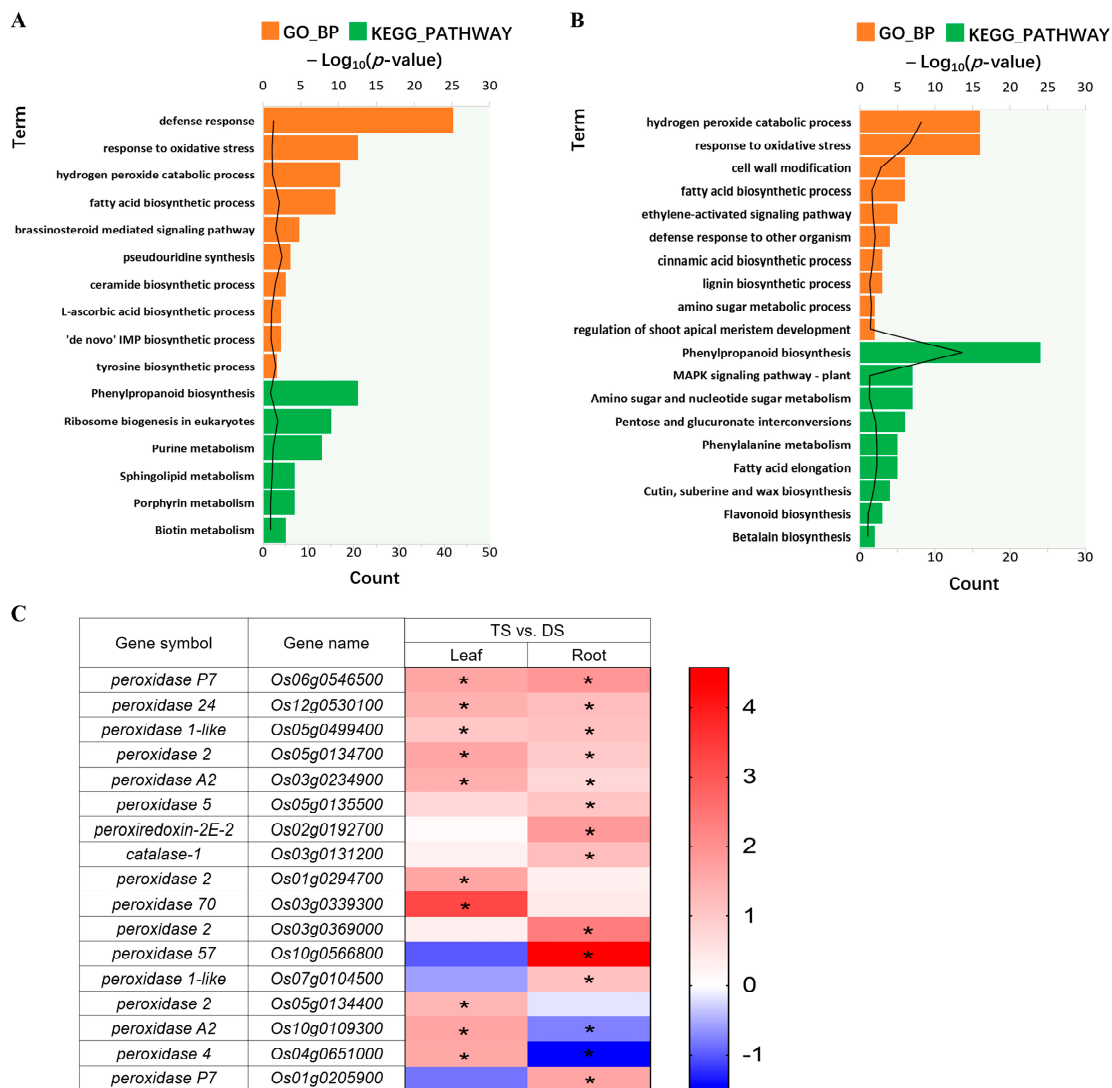 A
GO_BP KEGG_PATHWAY
– Log10(p-value)
0 5 10 15 20 25 30
Term
defense response
response to oxidative stress
hydrogen peroxide catabolic process
fatty acid biosynthetic process
brassinosteroid mediated signaling pathway
pseudouridine synthesis
ceramide biosynthetic process
L-ascorbic acid biosynthetic process
'de novo' IMP biosynthetic process
tyrosine biosynthetic process
Phenylpropanoid biosynthesis
Ribosome biogenesis in eukaryotes
Purine metabolism
Sphingolipid metabolism
Porphyrin metabolism
Biotin metabolism
0 10 20 30 40 50
Count
B
GO_BP KEGG_PATHWAY
– Log10(p-value)
0 5 10 15 20 25 30
Term
hydrogen peroxide catabolic process
response to oxidative stress
cell wall modification
fatty acid biosynthetic process
ethylene-activated signaling pathway
defense response to other organism
cinnamic acid biosynthetic process
lignin biosynthetic process
amino sugar metabolic process
regulation of shoot apical meristem development
Phenylpropanoid biosynthesis
MAPK signaling pathway - plant
Amino sugar and nucleotide sugar metabolism
Pentose and glucuronate interconversions
Phenylalanine metabolism
Fatty acid elongation
Cutin, suberine and wax biosynthesis
Flavonoid biosynthesis
Betalain biosynthesis
0 10 20 30
Count
C
Gene symbol Gene name TS vs. DS
Leaf Root
peroxidase P7 Os06g0546500 * *
peroxidase 24 Os12g0530100 * *
peroxidase 1-like Os05g0499400 * *
peroxidase 2 Os05g0134700 * *
peroxidase A2 Os03g0234900 * *
peroxidase 5 Os05g0135500 *
peroxiredoxin-2E-2 Os02g0192700 *
catalase-1 Os03g0131200 *
peroxidase 2 Os01g0294700 *
peroxidase 70 Os03g0339300 *
peroxidase 2 Os03g0369000 *
peroxidase 57 Os10g0566800 *
peroxidase 1-like Os07g0104500 *
peroxidase 2 Os05g0134400 *
peroxidase A2 Os10g0109300 * *
peroxidase 4 Os04g0651000 * *
peroxidase P7 Os01g0205900 *
4
3
2
1
0
-1